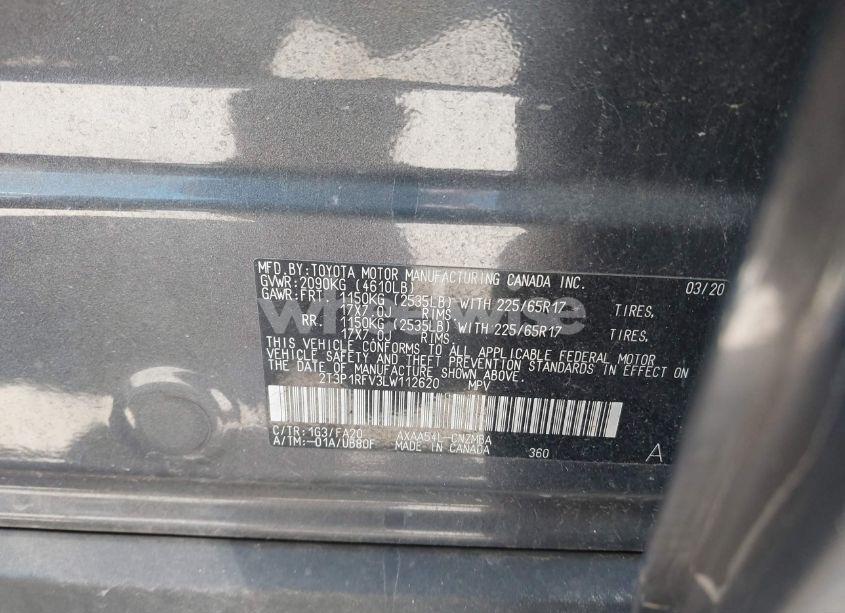 MFD.BY:TOYOTA MOTOR MANUFACTURING CANADA INC. 03/20
GVWR:2090KG (4610LB)
GAWR:FRT. 1150KG (2535LB) WITH 225/65R17 TIRES,
17X7.0J RIMS
RR. 1150KG (2535LB) WITH 225/65R17 TIRES,
17X7.0J RIMS
THIS VEHICLE CONFORMS TO ALL APPLICABLE FEDERAL MOTOR
VEHICLE SAFETY AND THEFT PREVENTION STANDARDS IN EFFECT ON
THE DATE OF MANUFACTURE SHOWN ABOVE.
2T3P1RFV3LW112620 MPV
C/TR:1G3/FA20 AXAA54L-CNZMBA
A/TM:-01A/UB80F MADE IN CANADA 360 A